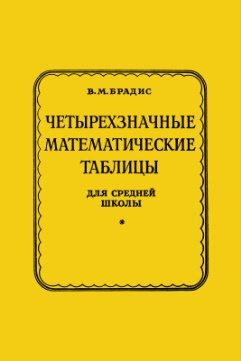 В. М. БРАДИС
ЧЕТЫРЕХЗНАЧНЫЕ
МАТЕМАТИЧЕСКИЕ
ТАБЛИЦЫ
ДЛЯ СРЕДНЕЙ
ШКОЛЫ
*